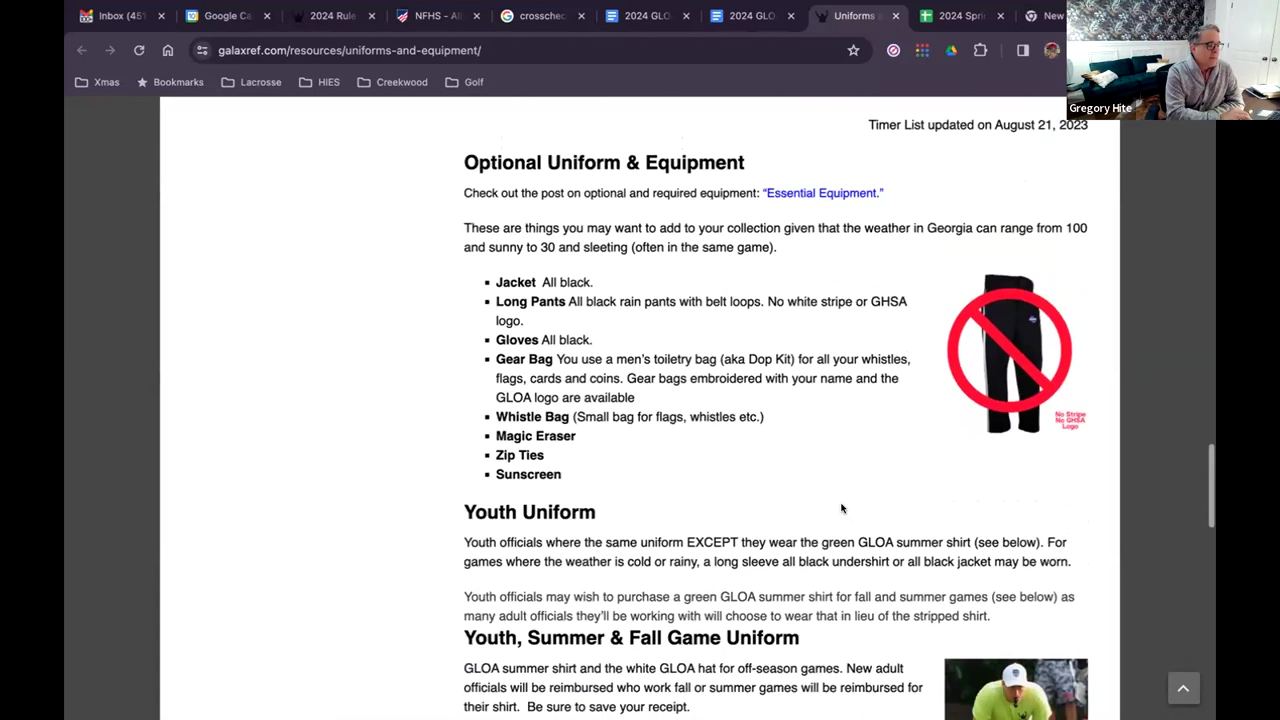 Inbox (451
Google Ca
2024 Rule
NFHS - Al
crosschec
2024 GLO
2024 GLO
Uniforms
2024 Spri
New
galaxref.com/resources/uniforms-and-equipment/
Xmas
Bookmarks
Lacrosse
HIES
Creekwood
Golf
Gregory Hite
Timer List updated on August 21, 2023
Optional Uniform & Equipment
Check out the post on optional and required equipment: “Essential Equipment.”
These are things you may want to add to your collection given that the weather in Georgia can range from 100
and sunny to 30 and sleeting (often in the same game).
Jacket All black.
Long Pants All black rain pants with belt loops. No white stripe or GHSA
logo.
Gloves All black.
Gear Bag You use a men’s toiletry bag (aka Dop Kit) for all your whistles,
flags, cards and coins. Gear bags embroidered with your name and the
GLOA logo are available
Whistle Bag (Small bag for flags, whistles etc.)
Magic Eraser
Zip Ties
Sunscreen
No Stripe
No GHSA
Logo
Youth Uniform
Youth officials where the same uniform EXCEPT they wear the green GLOA summer shirt (see below). For
games where the weather is cold or rainy, a long sleeve all black undershirt or all black jacket may be worn.
Youth officials may wish to purchase a green GLOA summer shirt for fall and summer games (see below) as
many adult officials they’ll be working with will choose to wear that in lieu of the stripped shirt.
Youth, Summer & Fall Game Uniform
GLOA summer shirt and the white GLOA hat for off-season games. New adult
officials will be reimbursed who work fall or summer games will be reimbursed for
their shirt. Be sure to save your receipt.